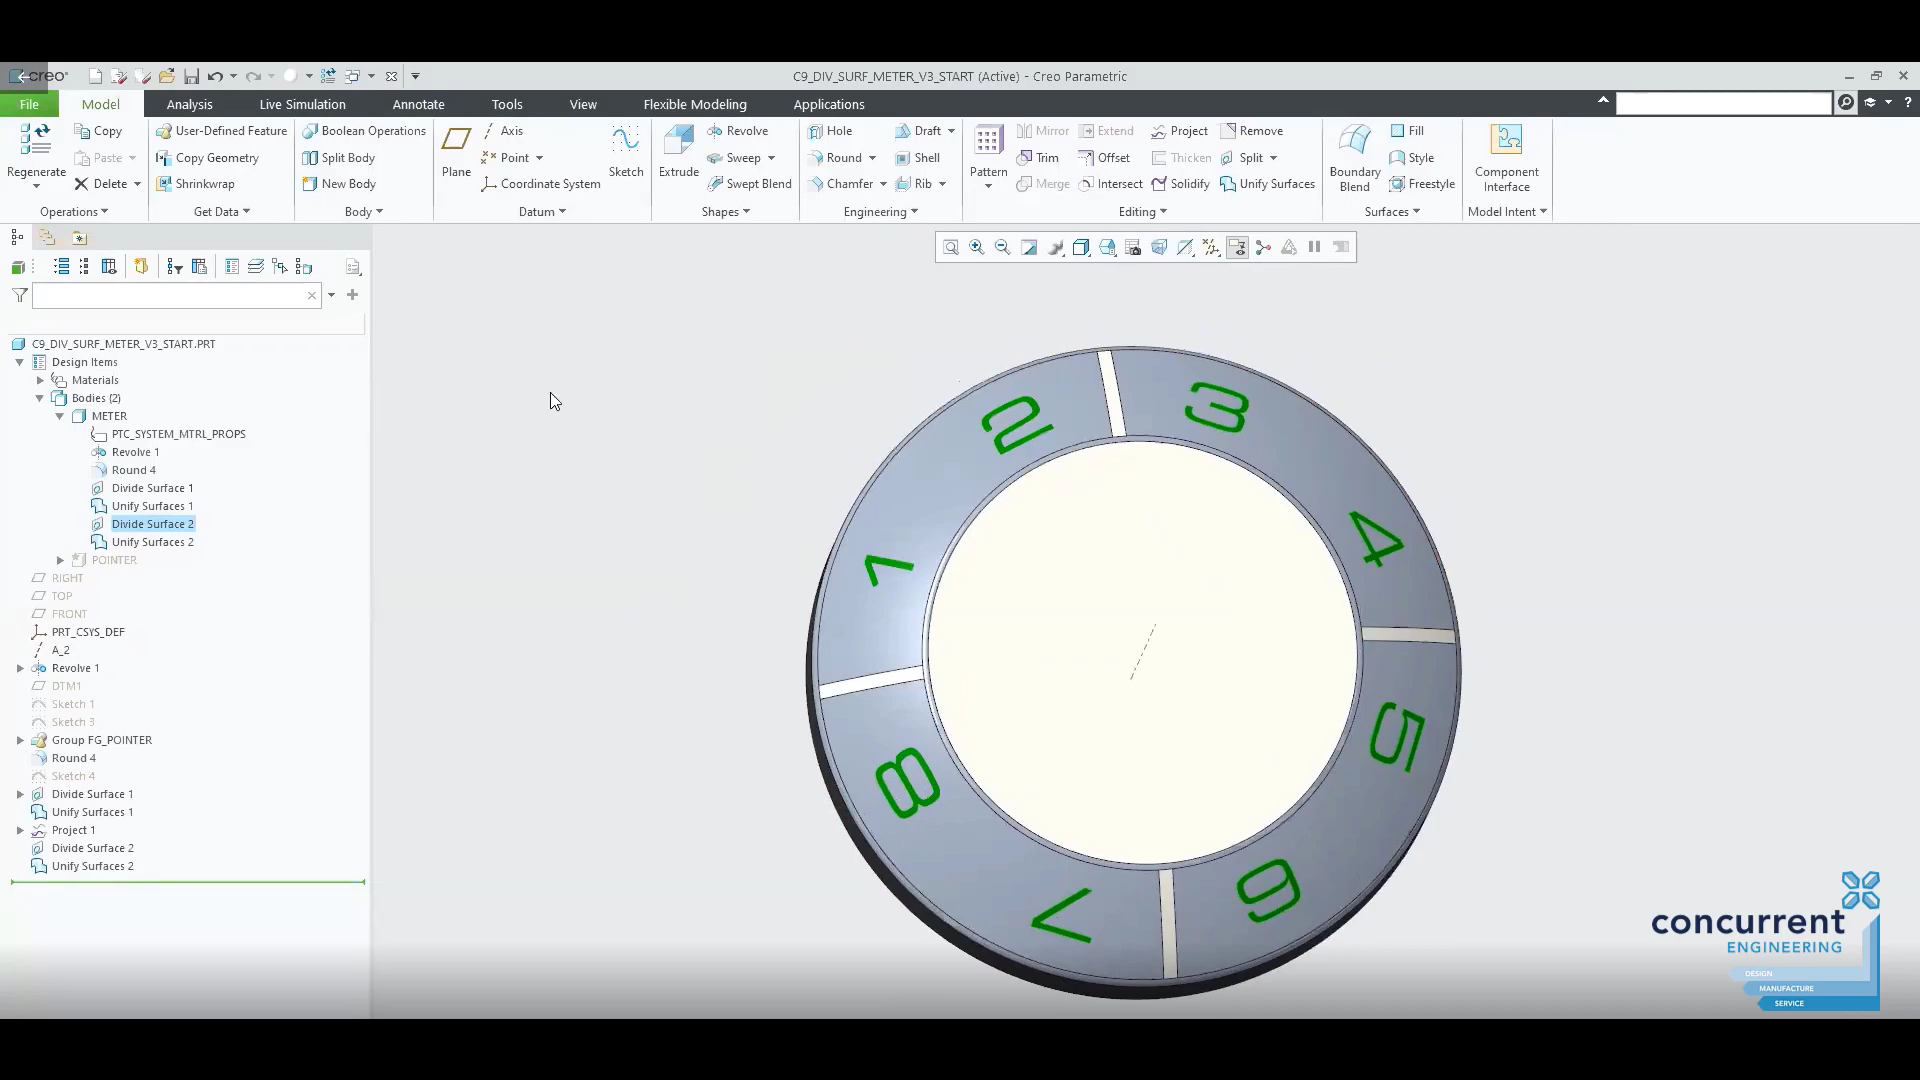 creo®
C9_DIV_SURF_METER_V3_START (Active) - Creo Parametric
File Model Analysis Live Simulation Annotate Tools View Flexible Modeling Applications
Regenerate Copy Paste Delete
Operations
User-Defined Feature
Copy Geometry
Shrinkwrap
Get Data
Boolean Operations
Split Body
New Body
Body
Plane Axis
Point
Coordinate System
Sketch
Datum
Extrude Revolve
Sweep
Swept Blend
Shapes
Hole Draft
Round Shell
Chamfer Rib
Engineering
Pattern Mirror Extend Project Remove
Trim Offset Thicken Split
Merge Intersect Solidify Unify Surfaces
Editing
Boundary Blend
Fill
Style
Freestyle
Surfaces
Component Interface
Model Intent
C9_DIV_SURF_METER_V3_START.PRT
Design Items
Materials
Bodies (2)
METER
PTC_SYSTEM_MTRL_PROPS
Revolve 1
Round 4
Divide Surface 1
Unify Surfaces 1
Divide Surface 2
Unify Surfaces 2
POINTER
RIGHT
TOP
FRONT
PRT_CSYS_DEF
A_2
Revolve 1
DTM1
Sketch 1
Sketch 3
Group FG_POINTER
Round 4
Sketch 4
Divide Surface 1
Unify Surfaces 1
Project 1
Divide Surface 2
Unify Surfaces 2
1
2
3
4
5
6
7
8
concurrent
ENGINEERING
DESIGN
MANUFACTURE
SERVICE